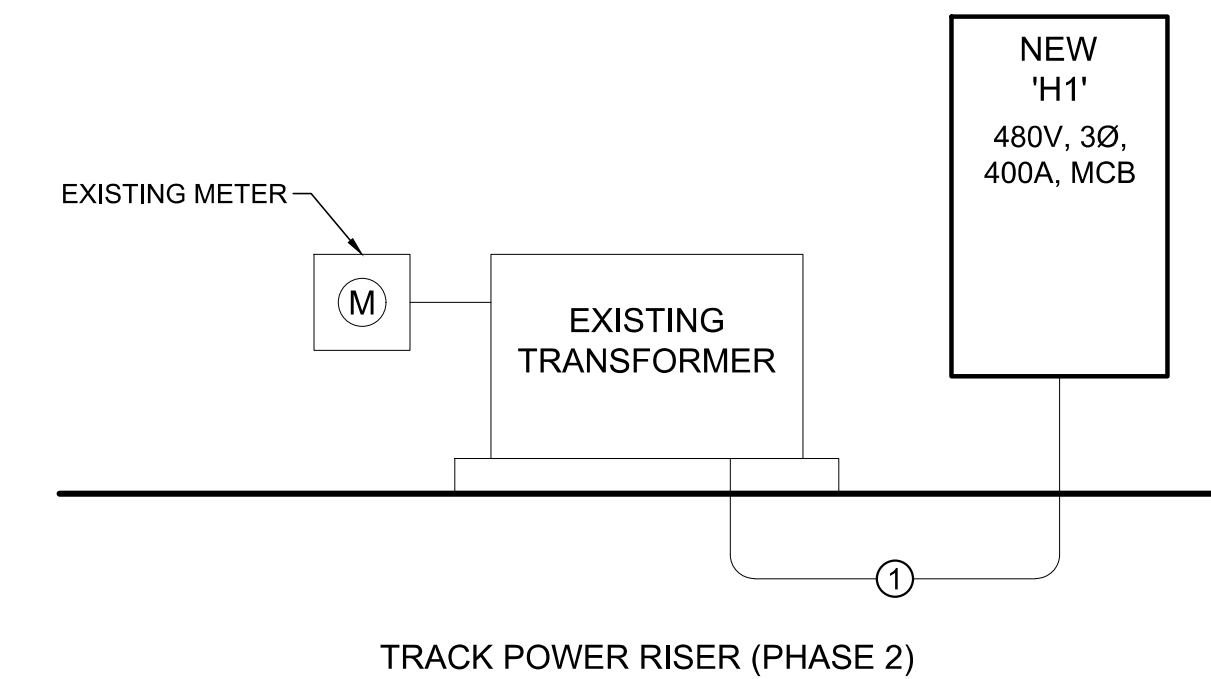 NEW
'H1'
480V, 3Ø,
400A, MCB
EXISTING METER
M
EXISTING
TRANSFORMER
1
TRACK POWER RISER (PHASE 2)